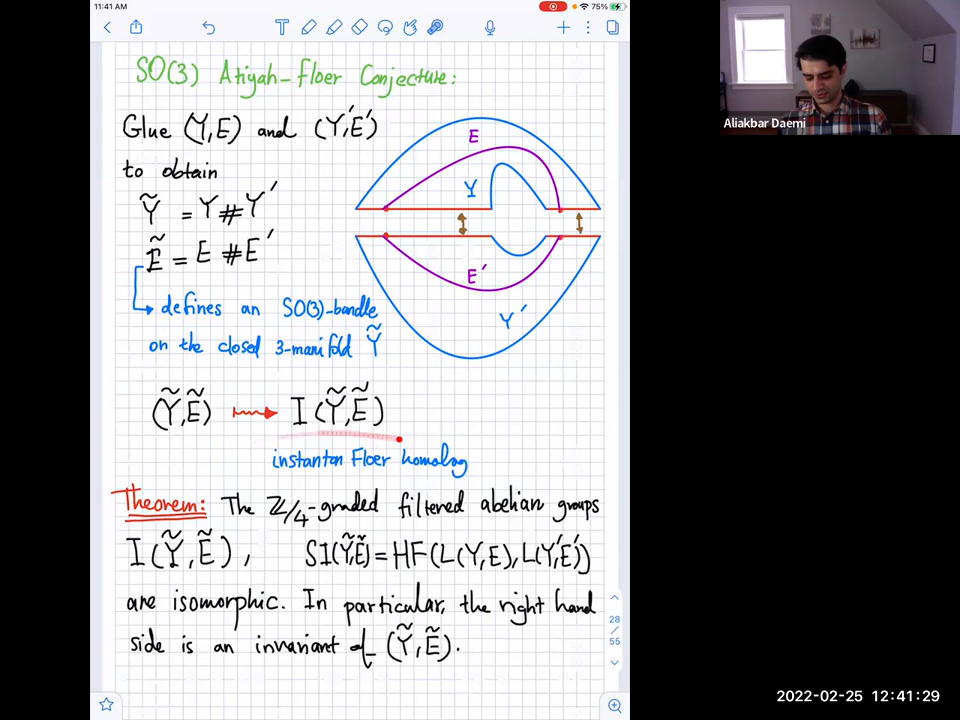 11:41 AM
75%
SO(3) Atiyah-Floer Conjecture:
Glue (Y,E) and (Y',E')
to obtain
Ỹ = Y # Y'
Ẽ = E # E'
defines an SO(3)-bundle
on the closed 3-manifold Ỹ
E
Y
E'
Y'
(Ỹ,Ẽ) ⟼ I(Ỹ,Ẽ)
instanton Floer homolog
Theorem: The ℤ/4-graded filtered abelian groups
I(Ỹ,Ẽ), SI(Ỹ,Ẽ) = HF(L(Y,E), L(Y',E'))
are isomorphic. In particular, the right hand
side is an invariant of (Ỹ,Ẽ).
28
/
55
Aliakbar Daemi
2022-02-25 12:41:29